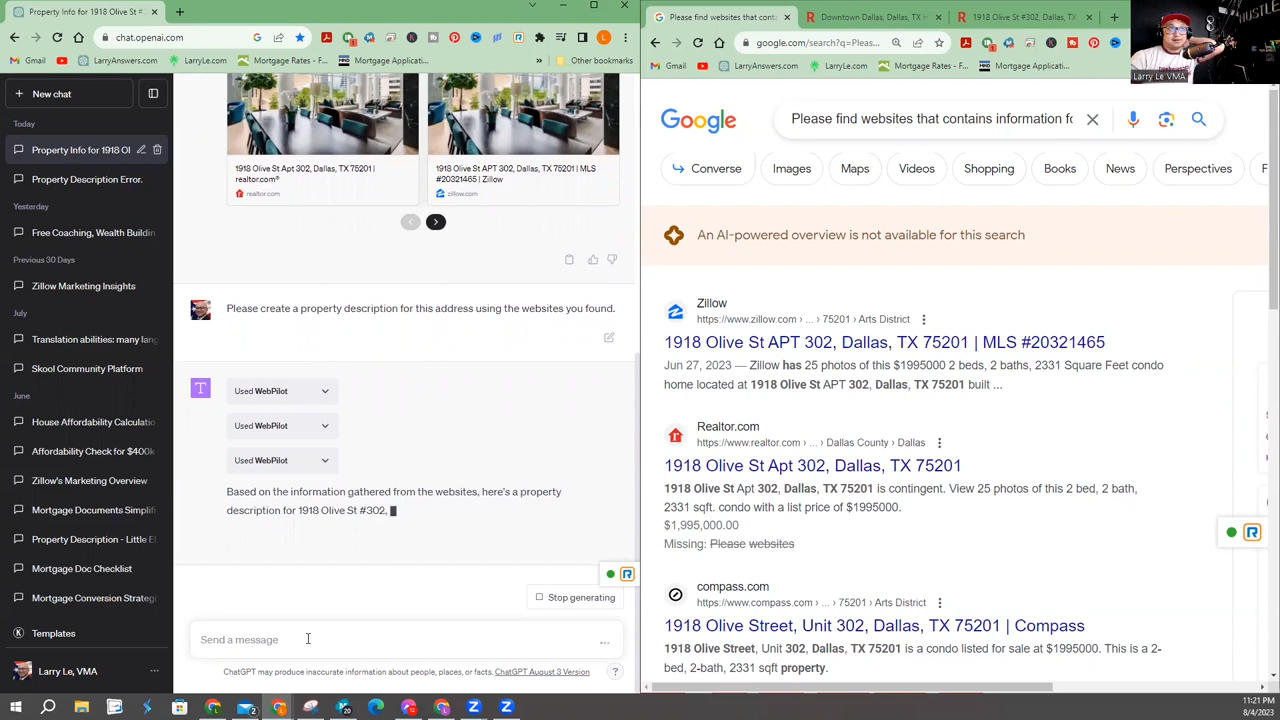 Property Info for 1918 Olive St #
chat.openai.com
Gmail
LarryAnswers.com
LarryLe.com
Mortgage Rates - F...
Mortgage Applicati...
Other bookmarks
New chat
Today
Property Info for 1918 Ol
Property Description Error.
Yesterday
Free Coaching, Wealth Buildin
Previous 30 Days
Zillow Marketing Insights
July
Translation abilities: many lang
Skool Community Platform
June
House Affordability Calculatio
Affordability Check for $400k
Zillow's Marketing Overview
Mortgage Documents Simplifi
Property Description - Little E
Mortgage Doc Checklist
Mortgage Conversion Strategi
Templates
Larry Le, VMA
1918 Olive St Apt 302, Dallas, TX 75201 |
realtor.com®
realtor.com
1918 Olive St APT 302, Dallas, TX 75201 | MLS
#20321465 | Zillow
zillow.com
Please create a property description for this address using the websites you found.
T
Used WebPilot
Used WebPilot
Used WebPilot
Based on the information gathered from the websites, here's a property
description for 1918 Olive St #302,
Stop generating
Send a message
ChatGPT may produce inaccurate information about people, places, or facts. ChatGPT August 3 Version
Please find websites that conta
Downtown Dallas, Dallas, TX H
1918 Olive St #302, Dallas, TX
google.com/search?q=Pleas...
Gmail
LarryAnswers.com
LarryLe.com
Mortgage Rates - F...
Mortgage Applicati...
HUSTLE
Larry Le VMA
Google
Please find websites that contains information fo
Converse
Images
Maps
Videos
Shopping
Books
News
Perspectives
F
An AI-powered overview is not available for this search
Zillow
https://www.zillow.com › ... › 75201 › Arts District
1918 Olive St APT 302, Dallas, TX 75201 | MLS #20321465
Jun 27, 2023 — Zillow has 25 photos of this $1995000 2 beds, 2 baths, 2331 Square Feet condo
home located at 1918 Olive St APT 302, Dallas, TX 75201 built ...
Realtor.com
https://www.realtor.com › ... › Dallas County › Dallas
1918 Olive St Apt 302, Dallas, TX 75201
1918 Olive St Apt 302, Dallas, TX 75201 is contingent. View 25 photos of this 2 bed, 2 bath,
2331 sqft. condo with a list price of $1995000.
$1,995,000.00
Missing: Please websites
compass.com
https://www.compass.com › ... › 75201 › Arts District
1918 Olive Street, Unit 302, Dallas, TX 75201 | Compass
1918 Olive Street, Unit 302, Dallas, TX 75201 is a condo listed for sale at $1995000. This is a 2-
bed, 2-bath, 2331 sqft property.
11:21 PM
8/4/2023